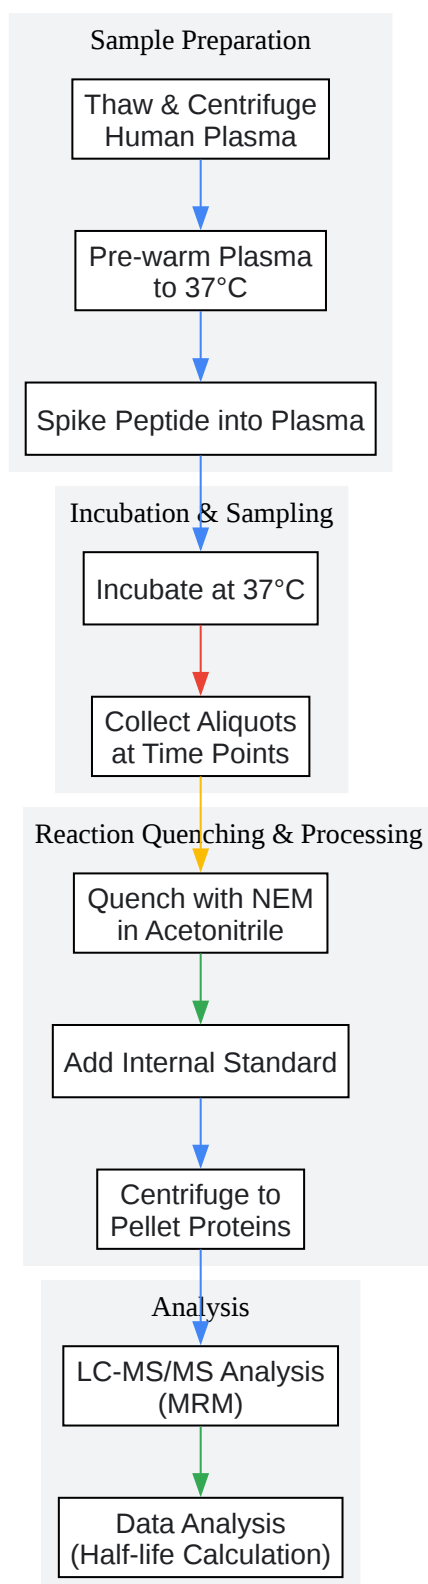 Sample Preparation
Thaw & Centrifuge
Human Plasma
Pre-warm Plasma
to 37°C
Spike Peptide into Plasma
Incubation & Sampling
Incubate at 37°C
Collect Aliquots
at Time Points
Reaction Quenching & Processing
Quench with NEM
in Acetonitrile
Add Internal Standard
Centrifuge to
Pellet Proteins
Analysis
LC-MS/MS Analysis
(MRM)
Data Analysis
(Half-life Calculation)